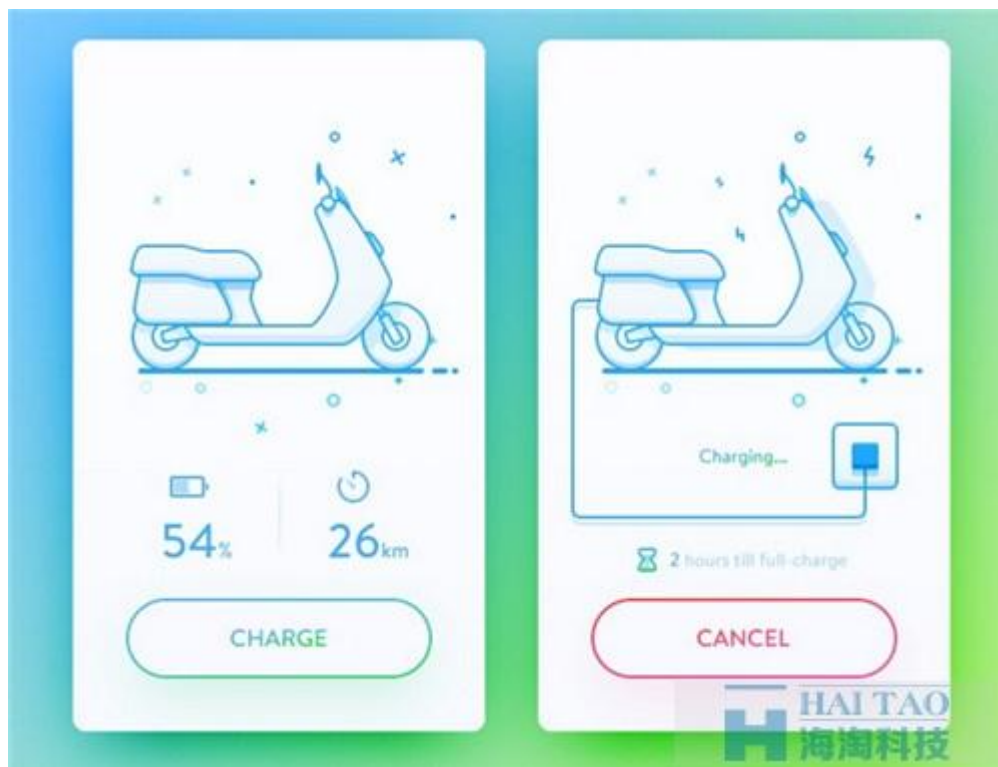 54%
26km
CHARGE
Charging...
2 hours till full-charge
CANCEL
HAI TAO
海淘科技